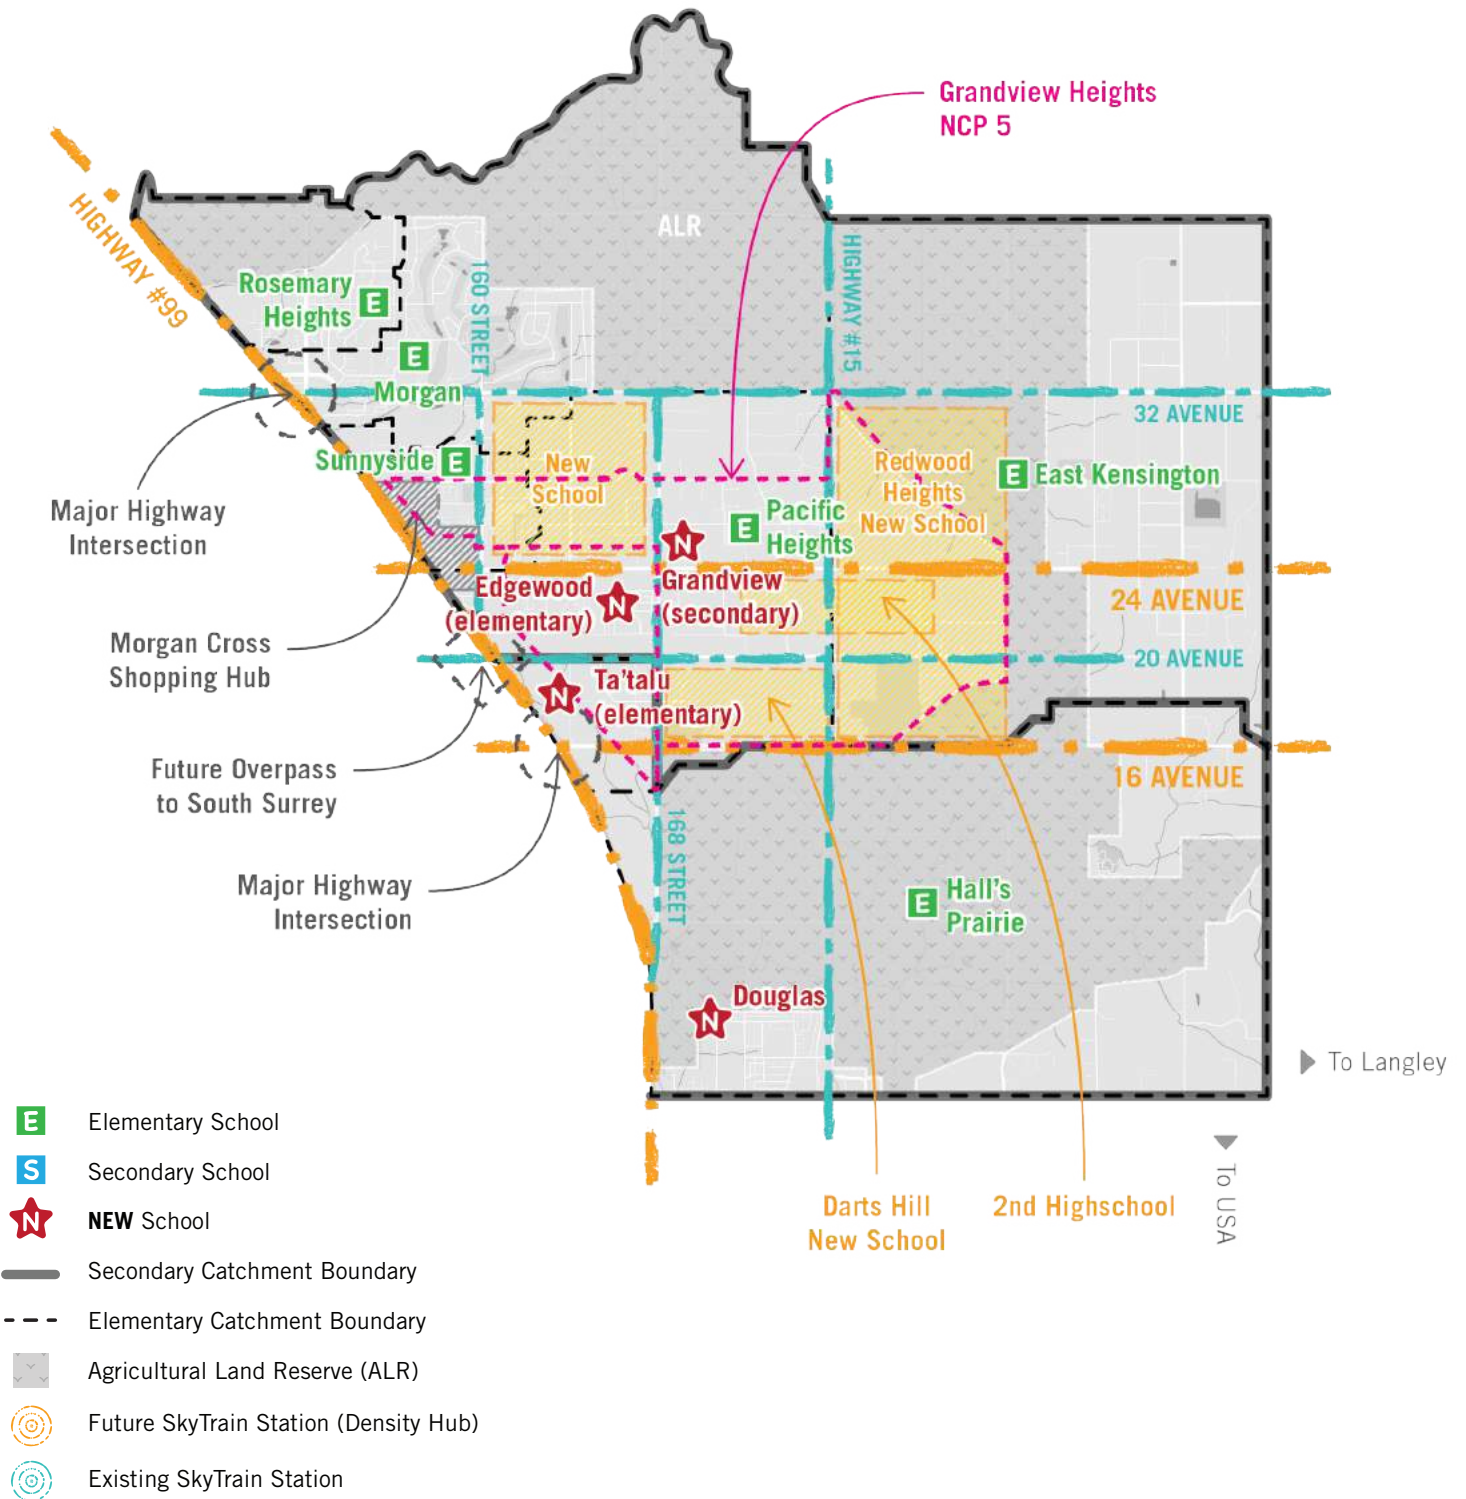 Grandview Heights
NCP 5
HIGHWAY #99
ALR
HIGHWAY #15
160 STREET
Rosemary
Heights
E
E
Morgan
32 AVENUE
Sunnyside
E
New
School
Redwood
Heights
New School
E
East Kensington
Major Highway
Intersection
Pacific
Heights
E
N
Grandview
(secondary)
Edgewood
(elementary)
N
24 AVENUE
Morgan Cross
Shopping Hub
20 AVENUE
N
Ta'talu
(elementary)
Future Overpass
to South Surrey
16 AVENUE
168 STREET
Major Highway
Intersection
E
Hall's
Prairie
N
Douglas
To Langley
To USA
Darts Hill
New School
2nd Highschool
E
Elementary School
S
Secondary School
N
NEW School
Secondary Catchment Boundary
Elementary Catchment Boundary
Agricultural Land Reserve (ALR)
Future SkyTrain Station (Density Hub)
Existing SkyTrain Station